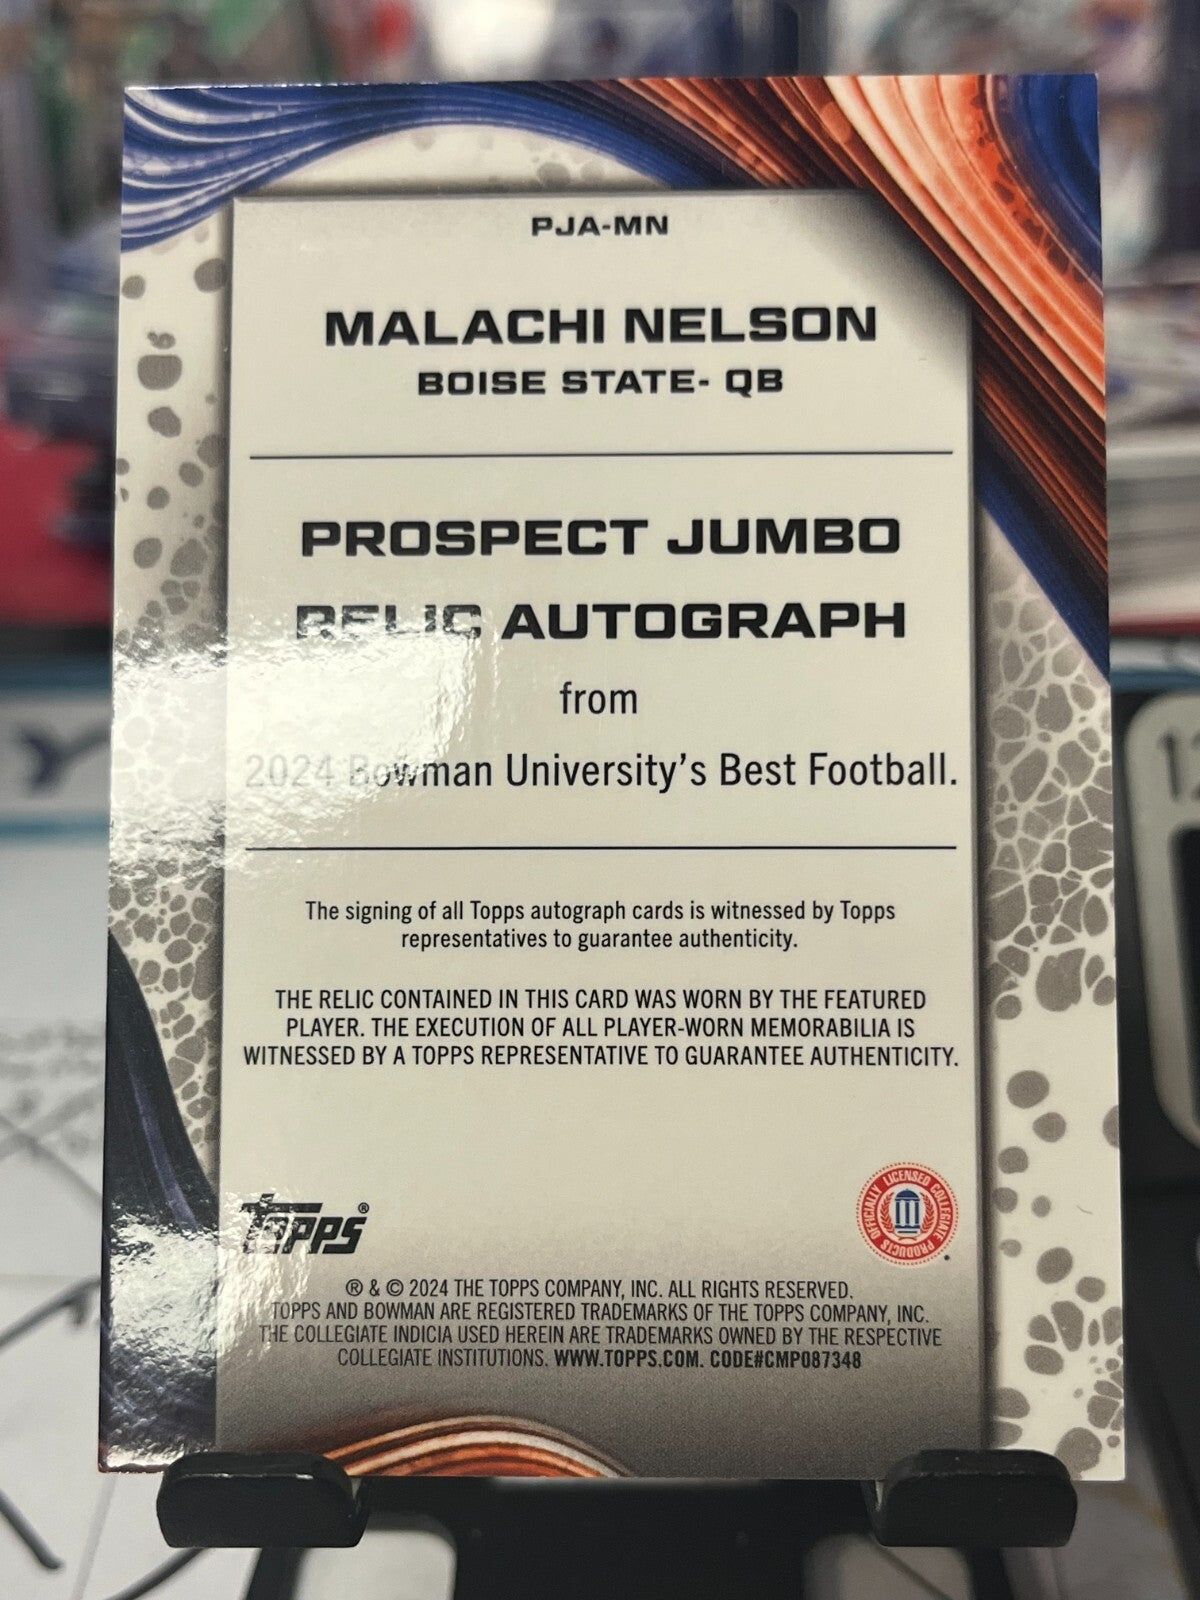 PJA-MN
MALACHI NELSON
BOISE STATE- QB
PROSPECT JUMBO
RELIC AUTOGRAPH
from
2024 Bowman University's Best Football.
The signing of all Topps autograph cards is witnessed by Topps
representatives to guarantee authenticity.
THE RELIC CONTAINED IN THIS CARD WAS WORN BY THE FEATURED
PLAYER. THE EXECUTION OF ALL PLAYER-WORN MEMORABILIA IS
WITNESSED BY A TOPPS REPRESENTATIVE TO GUARANTEE AUTHENTICITY.
TOPPS®
OFFICIALLY LICENSED COLLEGIATE PRODUCTS
® & © 2024 THE TOPPS COMPANY, INC. ALL RIGHTS RESERVED.
TOPPS AND BOWMAN ARE REGISTERED TRADEMARKS OF THE TOPPS COMPANY, INC.
THE COLLEGIATE INDICIA USED HEREIN ARE TRADEMARKS OWNED BY THE RESPECTIVE
COLLEGIATE INSTITUTIONS. WWW.TOPPS.COM. CODE#CMP087348